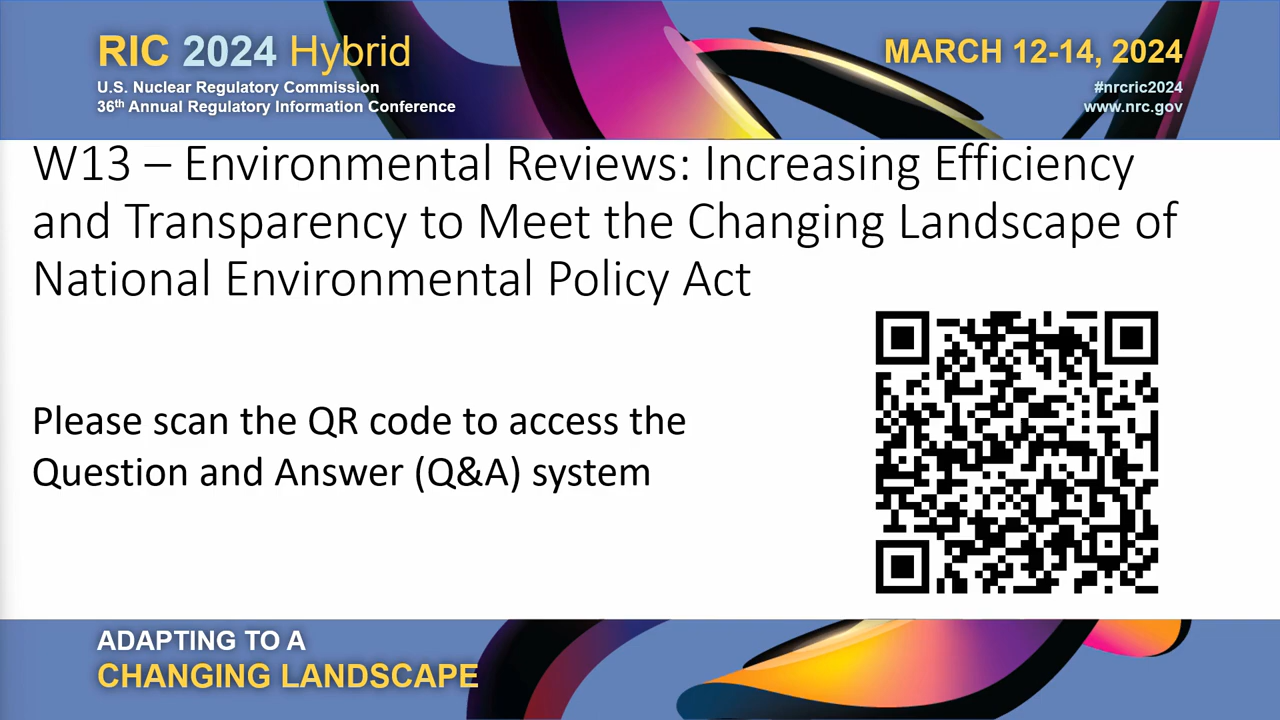 RIC 2024 Hybrid
U.S. Nuclear Regulatory Commission
36th Annual Regulatory Information Conference
MARCH 12-14, 2024
#nrcric2024
www.nrc.gov
W13 – Environmental Reviews: Increasing Efficiency
and Transparency to Meet the Changing Landscape of
National Environmental Policy Act
Please scan the QR code to access the
Question and Answer (Q&A) system
ADAPTING TO A
CHANGING LANDSCAPE